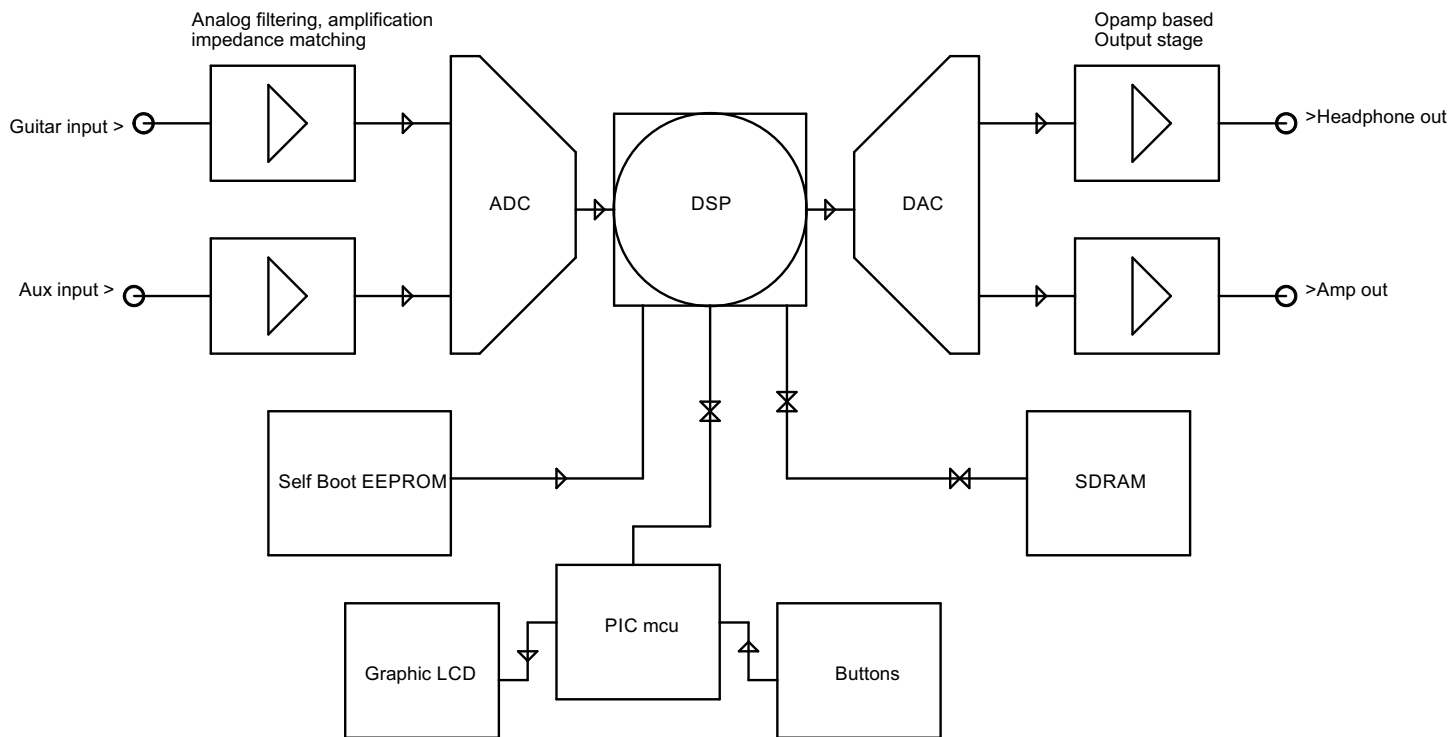 Analog filtering, amplification
impedance matching
Opamp based
Output stage
Guitar input >
>Headphone out
ADC
DSP
DAC
Aux input >
>Amp out
Self Boot EEPROM
SDRAM
PIC mcu
Graphic LCD
Buttons